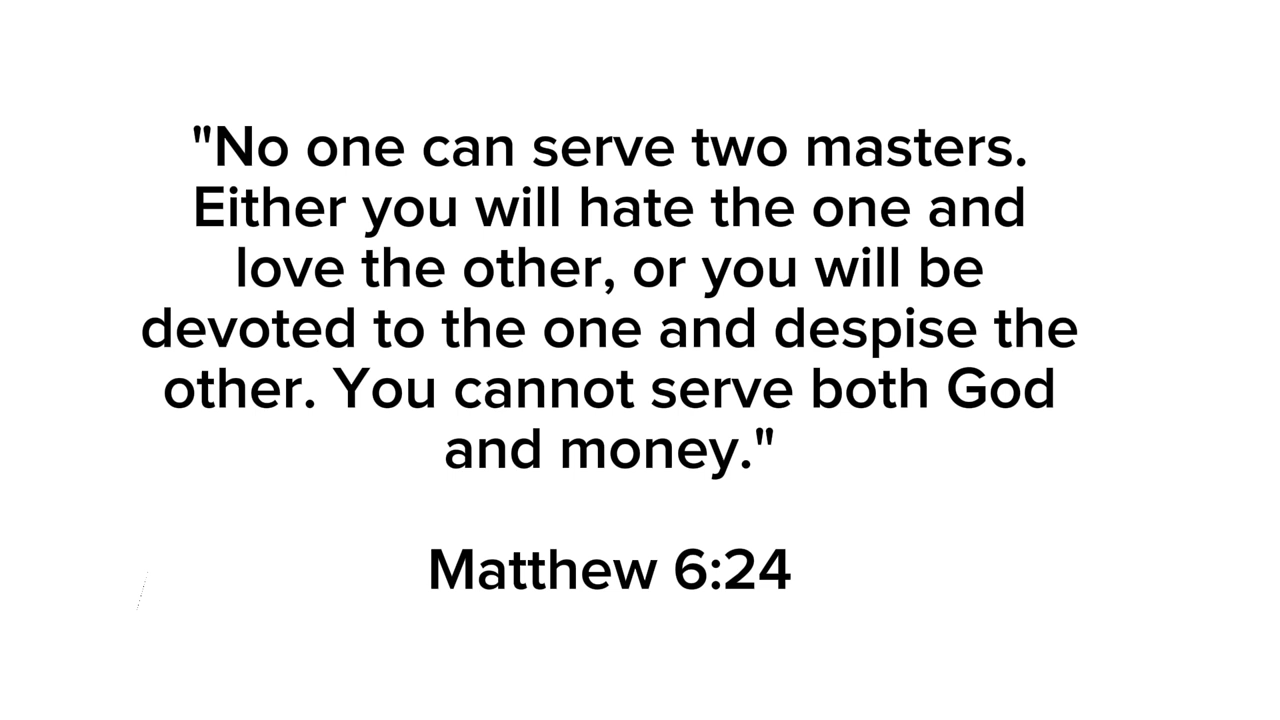 "No one can serve two masters.
Either you will hate the one and
love the other, or you will be
devoted to the one and despise the
other. You cannot serve both God
and money."
Matthew 6:24